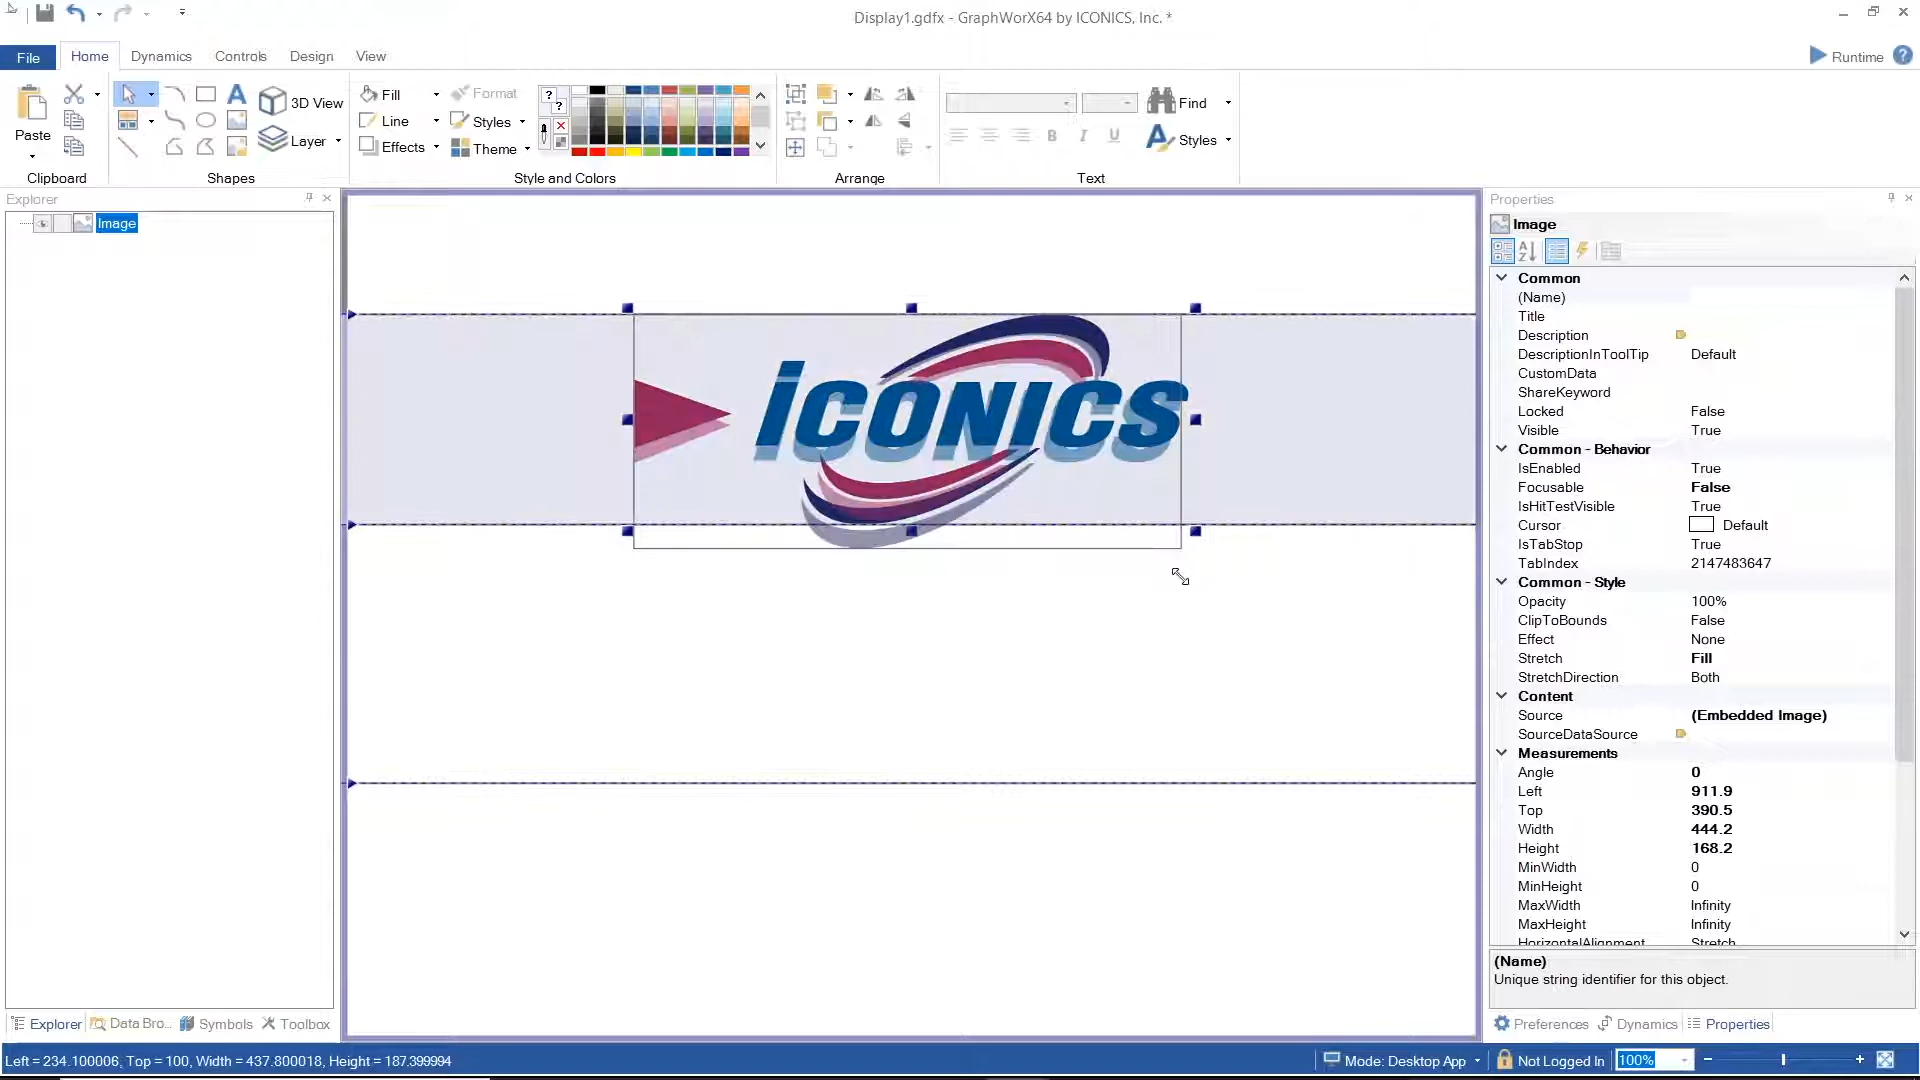 Display1.gdfx - GraphWorX64 by ICONICS, Inc. *
File
Home
Dynamics
Controls
Design
View
Runtime
Paste
3D View
Layer
Fill
Line
Effects
Format
Styles
Theme
Find
Styles
Clipboard
Shapes
Style and Colors
Arrange
Text
Explorer
Image
ICONICS
Properties
Image
Common
(Name)
Title
Description
DescriptionInToolTip Default
CustomData
ShareKeyword
Locked False
Visible True
Common - Behavior
IsEnabled True
Focusable False
IsHitTestVisible True
Cursor Default
IsTabStop True
TabIndex 2147483647
Common - Style
Opacity 100%
ClipToBounds False
Effect None
Stretch Fill
StretchDirection Both
Content
Source (Embedded Image)
SourceDataSource
Measurements
Angle 0
Left 911.9
Top 390.5
Width 444.2
Height 168.2
MinWidth 0
MinHeight 0
MaxWidth Infinity
MaxHeight Infinity
HorizontalAlignment Stretch
(Name)
Unique string identifier for this object.
Explorer
Data Bro...
Symbols
Toolbox
Preferences
Dynamics
Properties
Left = 234.100006, Top = 100, Width = 437.800018, Height = 187.399994
Mode: Desktop App
Not Logged In
100%